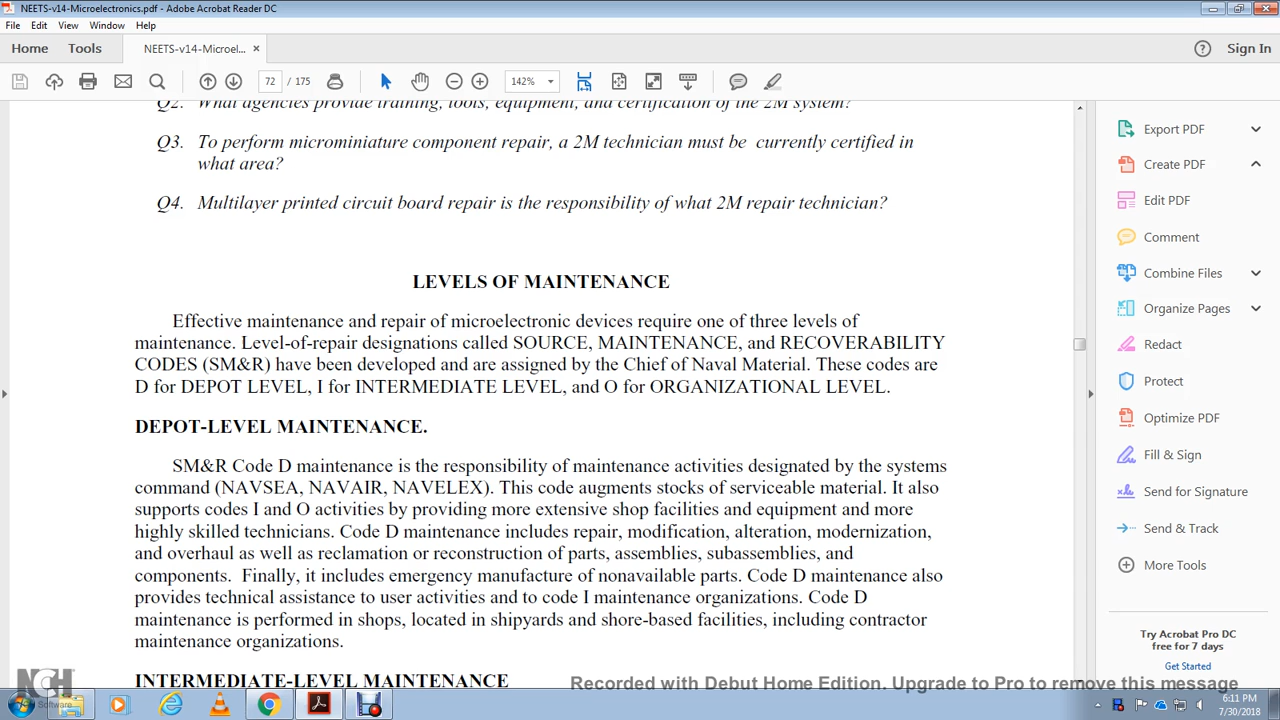 NEETS-v14-Microelectronics.pdf - Adobe Acrobat Reader DC
File Edit View Window Help
Home Tools NEETS-v14-Microel... × Sign In
72 / 175 142%
Q2. What agencies provide training, tools, equipment, and certification of the 2M system?
Q3. To perform microminiature component repair, a 2M technician must be currently certified in
what area?
Q4. Multilayer printed circuit board repair is the responsibility of what 2M repair technician?
LEVELS OF MAINTENANCE
Effective maintenance and repair of microelectronic devices require one of three levels of
maintenance. Level-of-repair designations called SOURCE, MAINTENANCE, and RECOVERABILITY
CODES (SM&R) have been developed and are assigned by the Chief of Naval Material. These codes are
D for DEPOT LEVEL, I for INTERMEDIATE LEVEL, and O for ORGANIZATIONAL LEVEL.
DEPOT-LEVEL MAINTENANCE.
SM&R Code D maintenance is the responsibility of maintenance activities designated by the systems
command (NAVSEA, NAVAIR, NAVELEX). This code augments stocks of serviceable material. It also
supports codes I and O activities by providing more extensive shop facilities and equipment and more
highly skilled technicians. Code D maintenance includes repair, modification, alteration, modernization,
and overhaul as well as reclamation or reconstruction of parts, assemblies, subassemblies, and
components. Finally, it includes emergency manufacture of nonavailable parts. Code D maintenance also
provides technical assistance to user activities and to code I maintenance organizations. Code D
maintenance is performed in shops, located in shipyards and shore-based facilities, including contractor
maintenance organizations.
INTERMEDIATE-LEVEL MAINTENANCE
Export PDF
Create PDF
Edit PDF
Comment
Combine Files
Organize Pages
Redact
Protect
Optimize PDF
Fill & Sign
Send for Signature
Send & Track
More Tools
Try Acrobat Pro DC
free for 7 days
Get Started
NCH Software
Recorded with Debut Home Edition. Upgrade to Pro to remove this message
6:11 PM
7/30/2018